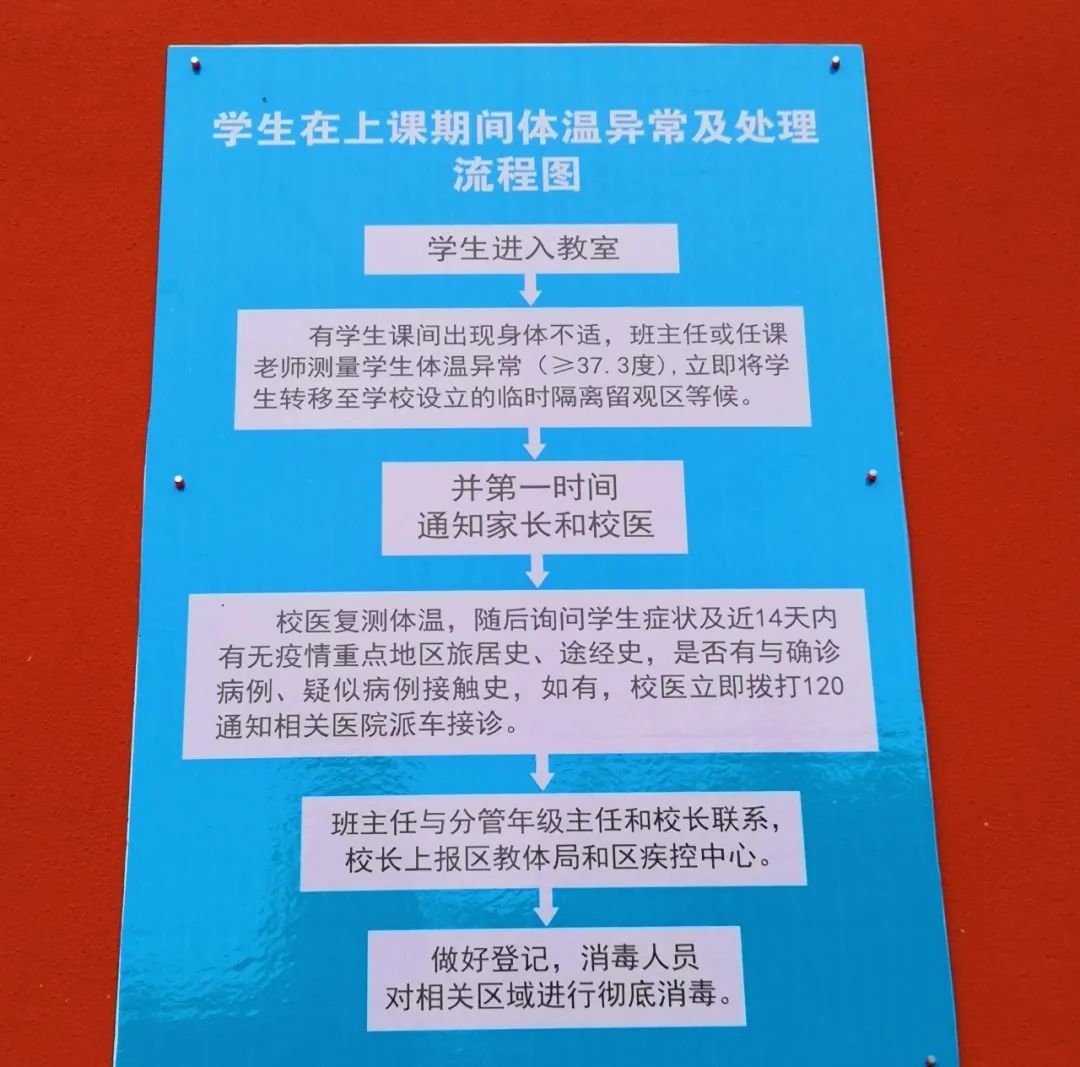 学生在上课期间体温异常及处理
流程图
学生进入教室
有学生课间出现身体不适，班主任或任课
老师测量学生体温异常（≥37.3度），立即将学
生转移至学校设立的临时隔离留观区等候。
并第一时间
通知家长和校医
校医复测体温，随后询问学生症状及近14天内
有无疫情重点地区旅居史、途经史，是否有与确诊
病例、疑似病例接触史，如有，校医立即拨打120
通知相关医院派车接诊。
班主任与分管年级主任和校长联系，
校长上报区教体局和区疾控中心。
做好登记，消毒人员
对相关区域进行彻底消毒。